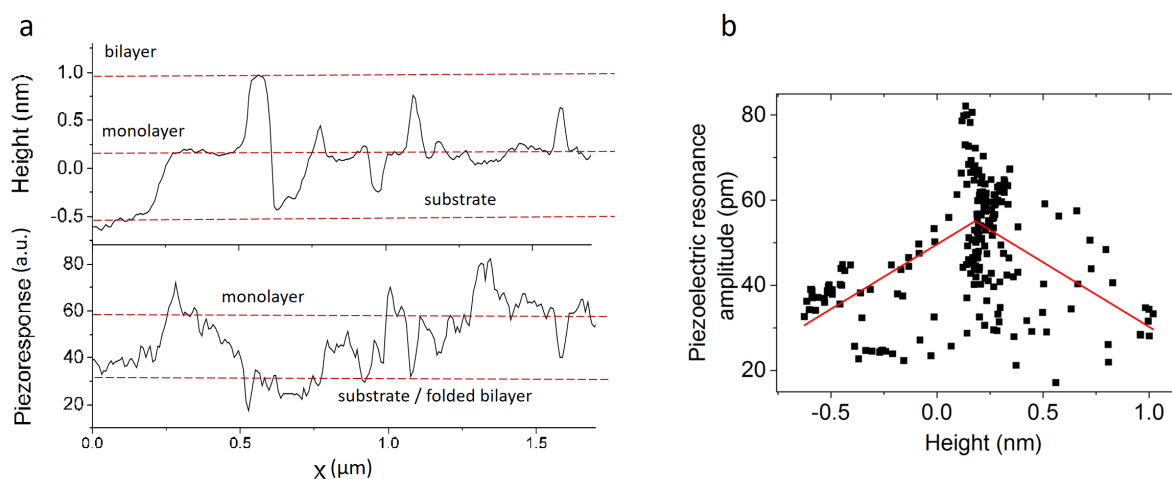 a
bilayer
1.0
0.5
0.0
-0.5
Height (nm)
monolayer
substrate
80
60
40
20
Piezoresponse (a.u.)
monolayer
substrate / folded bilayer
0.0 0.5 1.0 1.5
X (μm)
b
80
60
40
20
Piezoelectric resonance
amplitude (pm)
-0.5 0.0 0.5 1.0
Height (nm)